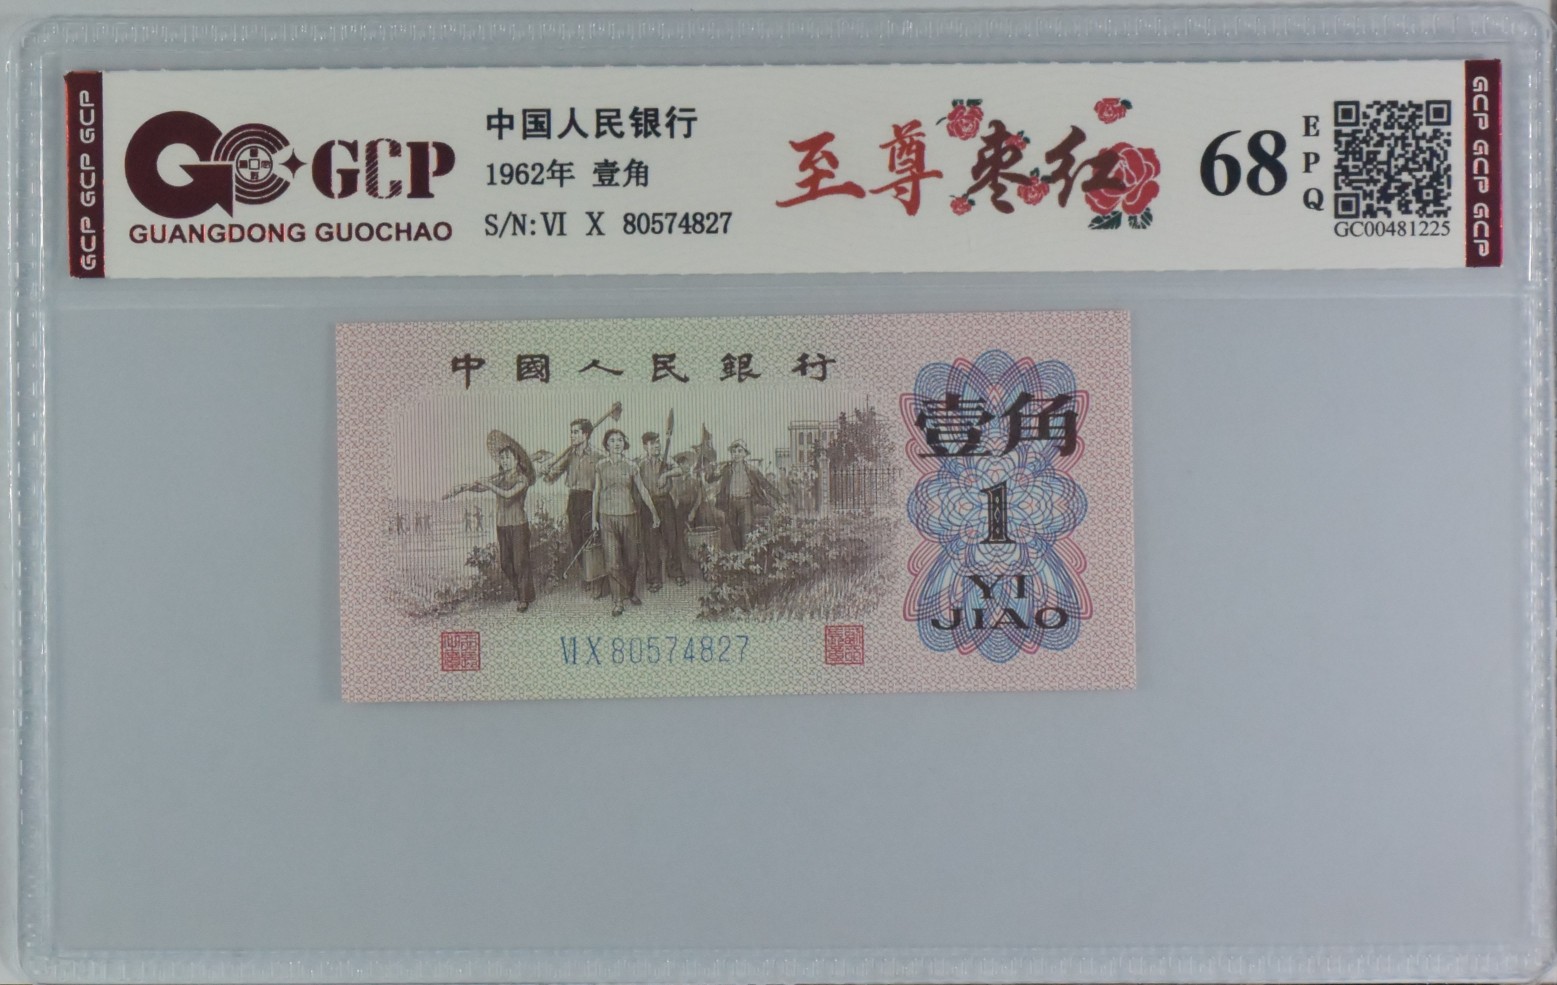 GCP GCP GCP
GCP
GUANGDONG GUOCHAO
中国人民银行
1962年 壹角
S/N:VI X 80574827
至尊 枣红
68
EPQ
GC00481225
GCP GCP GCP
中國人民銀行
壹角
1
YI
JIAO
VI X 80574827